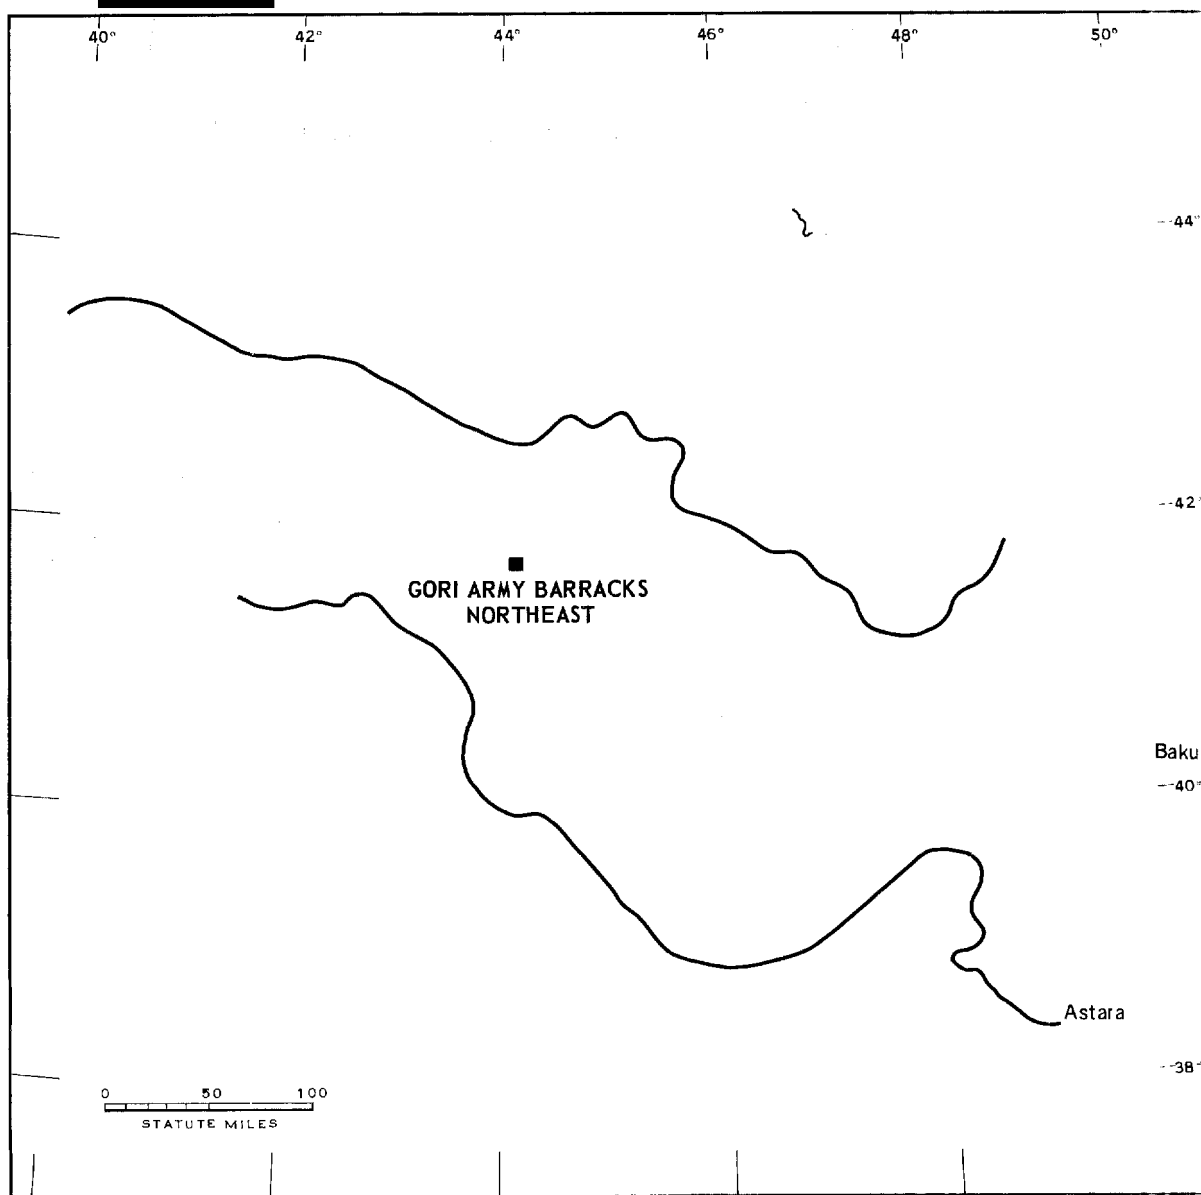 40° 42° 44° 46° 48° 50°
44°
42°
GORI ARMY BARRACKS
NORTHEAST
Baku
40°
Astara
38°
0 50 100
STATUTE MILES